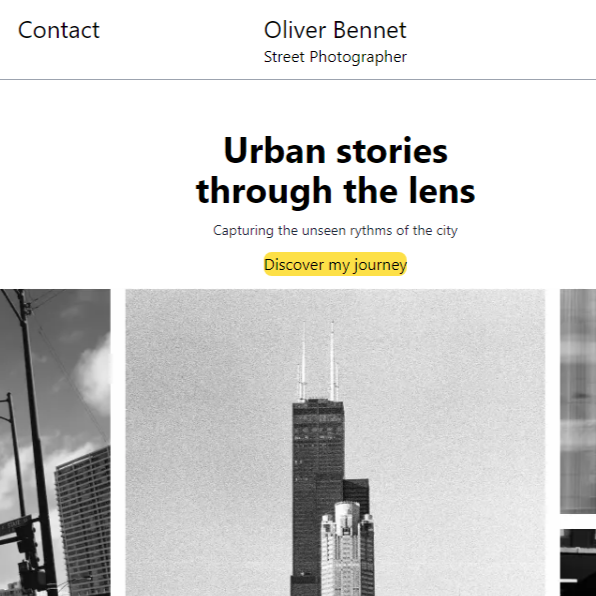 Contact
Oliver Bennet
Street Photographer
Urban stories
through the lens
Capturing the unseen rythms of the city
Discover my journey